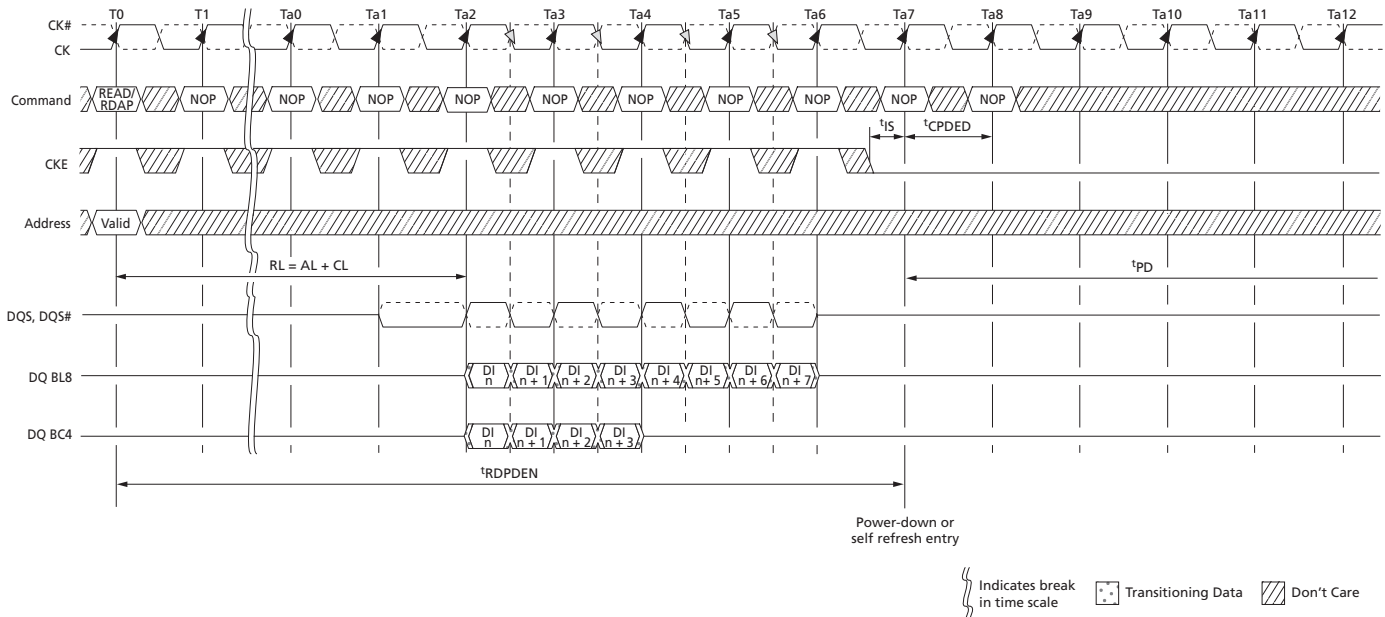 T0 T1 Ta0 Ta1 Ta2 Ta3 Ta4 Ta5 Ta6 Ta7 Ta8 Ta9 Ta10 Ta11 Ta12
CK#
CK
Command READ/ RDAP NOP NOP NOP NOP NOP NOP NOP NOP NOP NOP
tIS tCPDED
CKE
Address Valid
RL = AL + CL tPD
DQS, DQS#
DQ BL8 DI n DI n + 1 DI n + 2 DI n + 3 DI n + 4 DI n + 5 DI n + 6 DI n + 7
DQ BC4 DI n DI n + 1 DI n + 2 DI n + 3
tRDPDEN
Power-down or
self refresh entry
Indicates break
in time scale
Transitioning Data
Don't Care